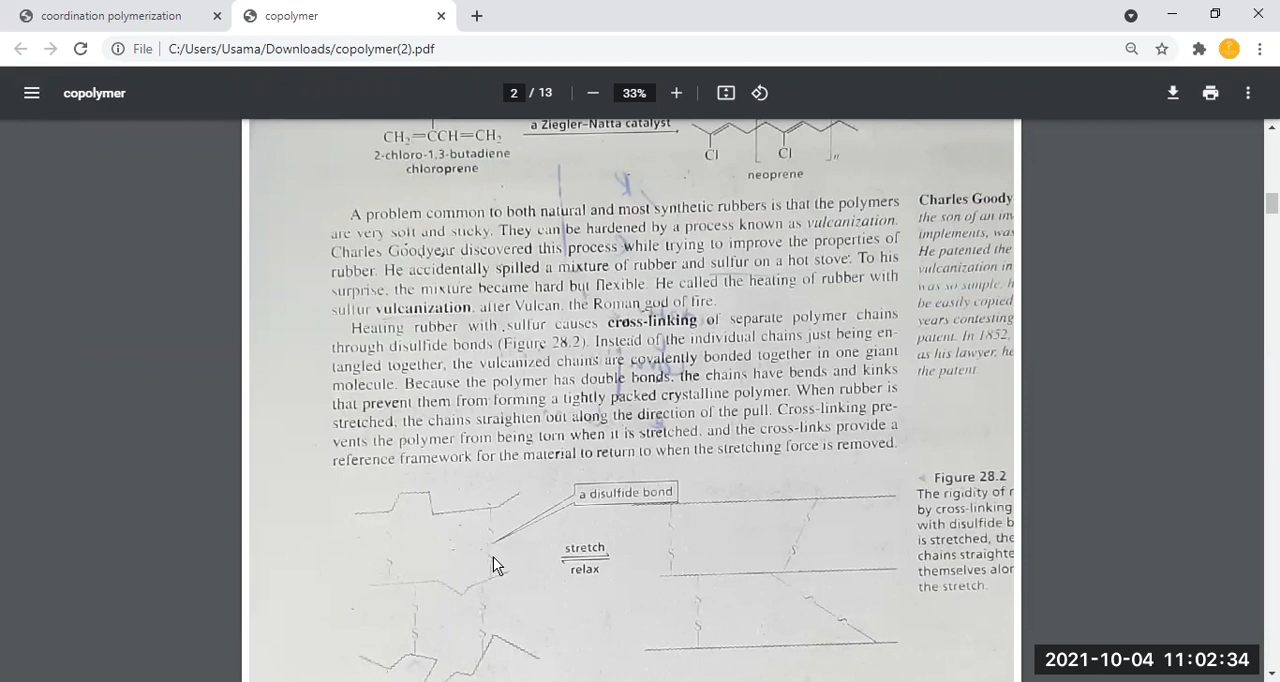 coordination polymerization
copolymer
File
C:/Users/Usama/Downloads/copolymer(2).pdf
copolymer
2 / 13
33%
CH₂=CCH=CH₂
a Ziegler–Natta catalyst
Cl
Cl
n
2-chloro-1,3-butadiene
chloroprene
neoprene
A problem common to both natural and most synthetic rubbers is that the polymers
are very soft and sticky. They can be hardened by a process known as vulcanization.
Charles Goodyear discovered this process while trying to improve the properties of
rubber. He accidentally spilled a mixture of rubber and sulfur on a hot stove. To his
surprise, the mixture became hard but flexible. He called the heating of rubber with
sulfur vulcanization, after Vulcan, the Roman god of fire.
Heating rubber with sulfur causes cross-linking of separate polymer chains
through disulfide bonds (Figure 28.2). Instead of the individual chains just being en-
tangled together, the vulcanized chains are covalently bonded together in one giant
molecule. Because the polymer has double bonds, the chains have bends and kinks
that prevent them from forming a tightly packed crystalline polymer. When rubber is
stretched, the chains straighten out along the direction of the pull. Cross-linking pre-
vents the polymer from being torn when it is stretched, and the cross-links provide a
reference framework for the material to return to when the stretching force is removed.
Charles Goody
the son of an in
implements, was
He patented the
vulcanization in
was so simple, h
be easily copied
years contesting
patent. In 1852,
as his lawyer, he
the patent.
a disulfide bond
stretch
relax
S
S
S
S
S
S
Figure 28.2
The rigidity of r
by cross-linking
with disulfide b
is stretched, the
chains straighte
themselves alon
the stretch.
2021-10-04 11:02:34